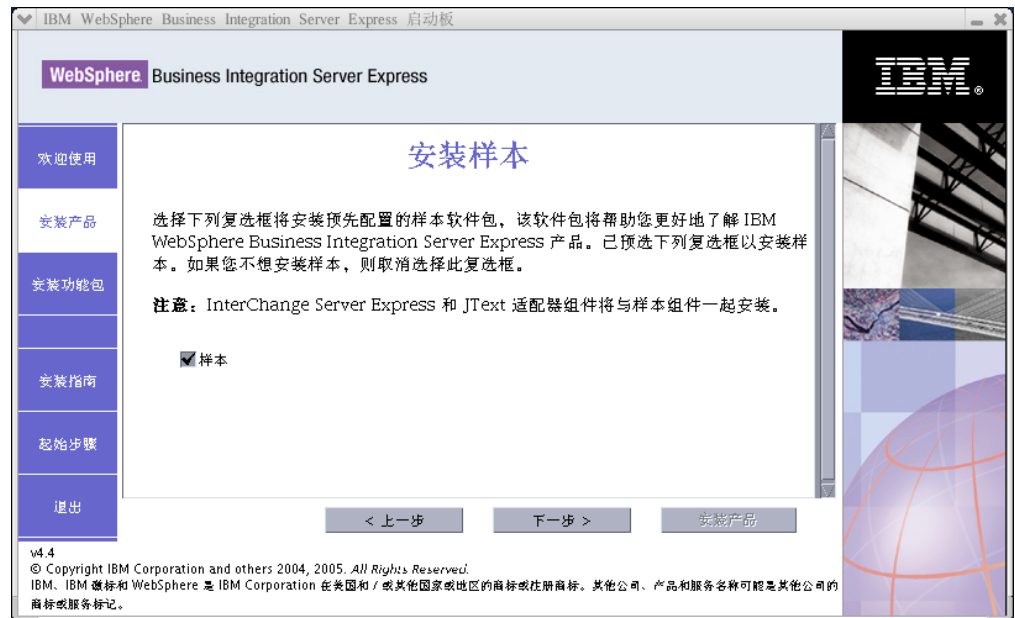 IBM WebSphere Business Integration Server Express 启动板
WebSphere. Business Integration Server Express
IBM®
欢迎使用
安装产品
安装功能包
安装指南
起始步骤
退出
安装样本
选择下列复选框将安装预先配置的样本软件包，该软件包将帮助您更好地了解 IBM
WebSphere Business Integration Server Express 产品。已预选下列复选框以安装样
本。如果您不想安装样本，则取消选择此复选框。
注意：InterChange Server Express 和 JText 适配器组件将与样本组件一起安装。
样本
< 上一步
下一步 >
安装产品
v4.4
© Copyright IBM Corporation and others 2004, 2005. All Rights Reserved.
IBM、IBM 徽标和 WebSphere 是 IBM Corporation 在美国和 / 或其他国家或地区的商标或注册商标。其他公司、产品和服务名称可能是其他公司的
商标或服务标记。